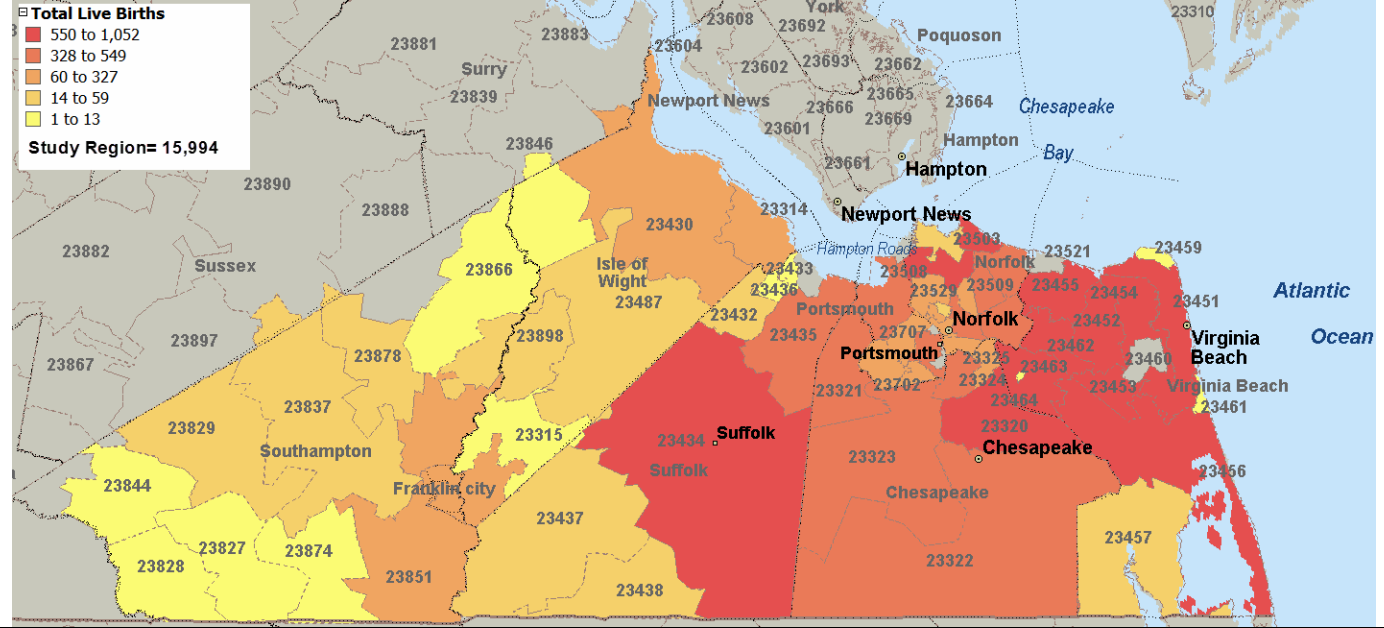 Total Live Births
550 to 1,052
328 to 549
60 to 327
14 to 59
1 to 13
Study Region= 15,994
23881
23883
Surry
23839
23846
23890
23888
23882
Sussex
23897
23867
23604
23608
York
23692
Poquoson
23310
23602
23693
23662
Newport News
23665
23666
23664
23669
23601
Hampton
23661
Hampton
Newport News
Chesapeake
Bay
Atlantic
Ocean
23314
23430
Hampton Roads
23503
23521
23459
Norfolk
23866
Isle of
Wight
23487
23433
23436
23508
23529
23509
23455
23454
23451
23432
Portsmouth
23452
23898
23435
23707
Norfolk
Portsmouth
23462
Virginia
Beach
23878
23325
23463
23460
23321
23702
23324
23453
Virginia Beach
23464
23461
23837
23829
Southampton
23315
23434
Suffolk
Suffolk
23320
Chesapeake
23323
23456
23844
Franklin city
Chesapeake
23437
23457
23827
23874
23828
23851
23438
23322